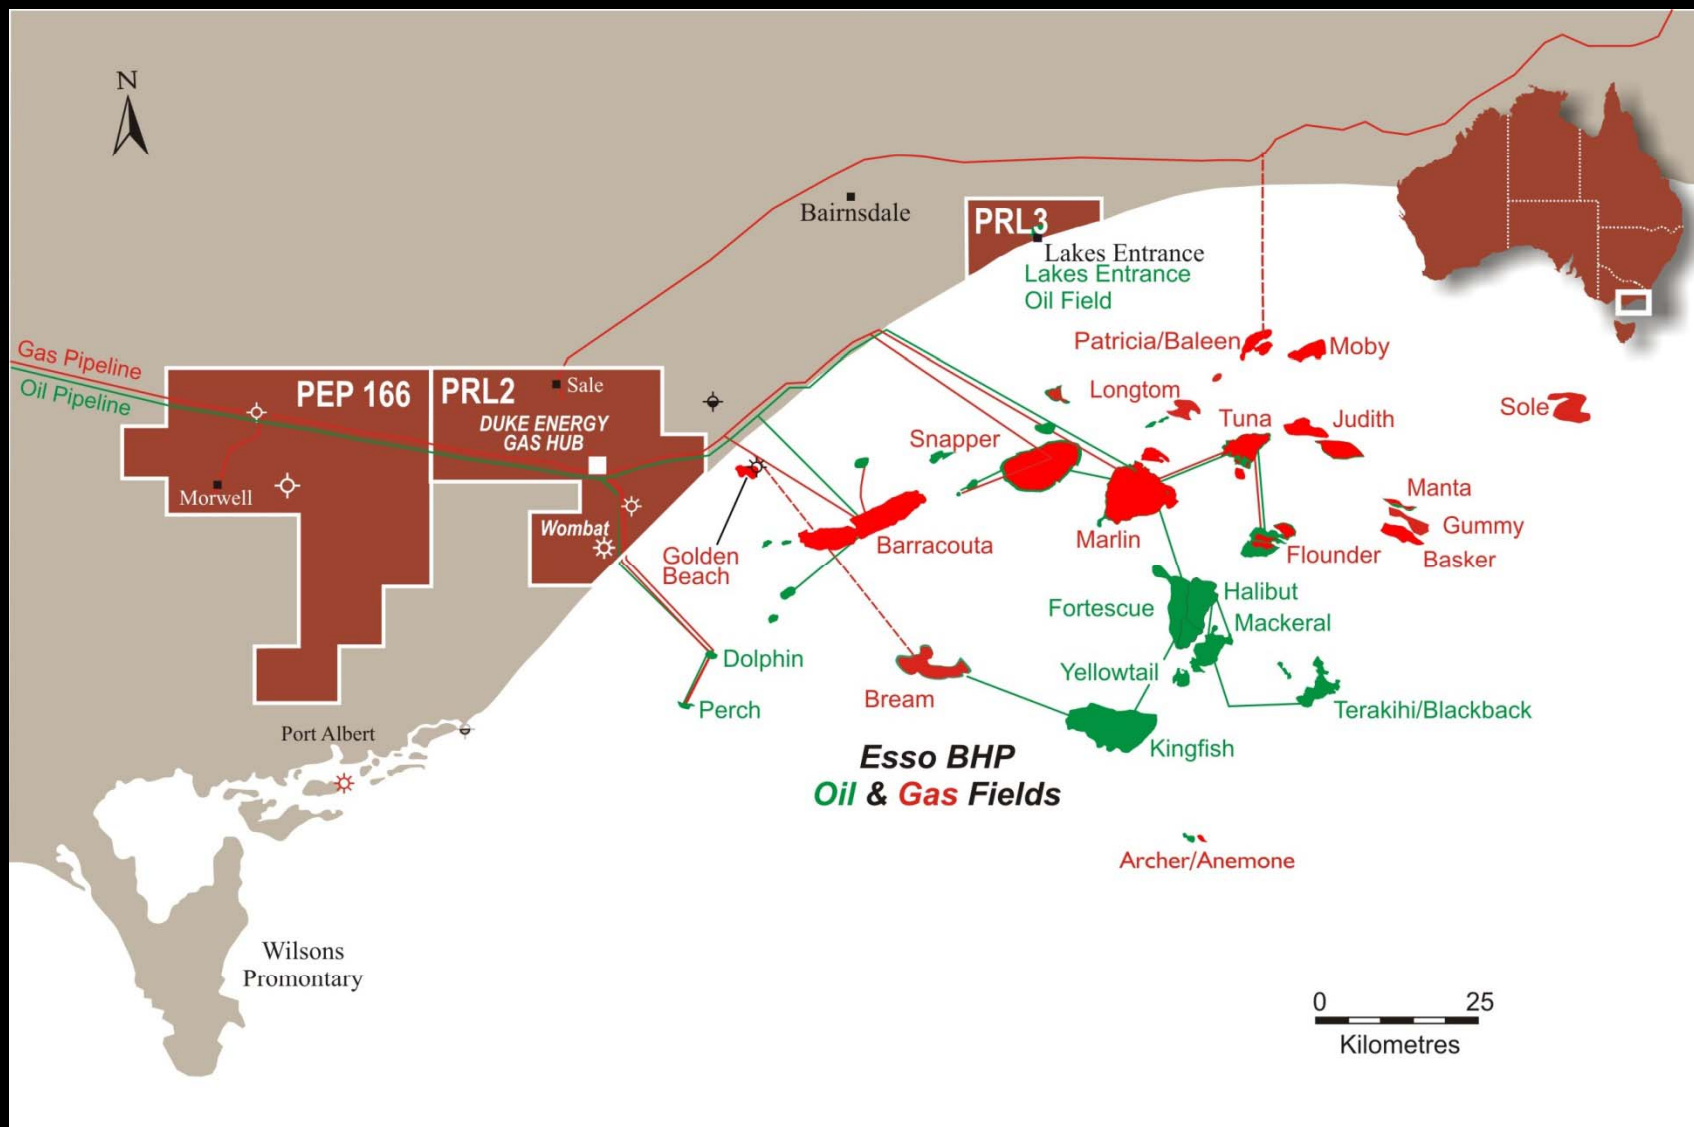 N
Bairnsdale
PRL3
Lakes Entrance
Lakes Entrance
Oil Field
Gas Pipeline
Oil Pipeline
PEP 166
PRL2
Sale
DUKE ENERGY
GAS HUB
Morwell
Wombat
Patricia/Baleen
Moby
Longtom
Sole
Tuna
Judith
Snapper
Manta
Gummy
Basker
Golden
Beach
Barracouta
Marlin
Flounder
Halibut
Fortescue
Mackeral
Dolphin
Yellowtail
Perch
Bream
Terakihi/Blackback
Kingfish
Port Albert
Esso BHP
Oil & Gas Fields
Archer/Anemone
Wilsons
Promontary
0 25
Kilometres